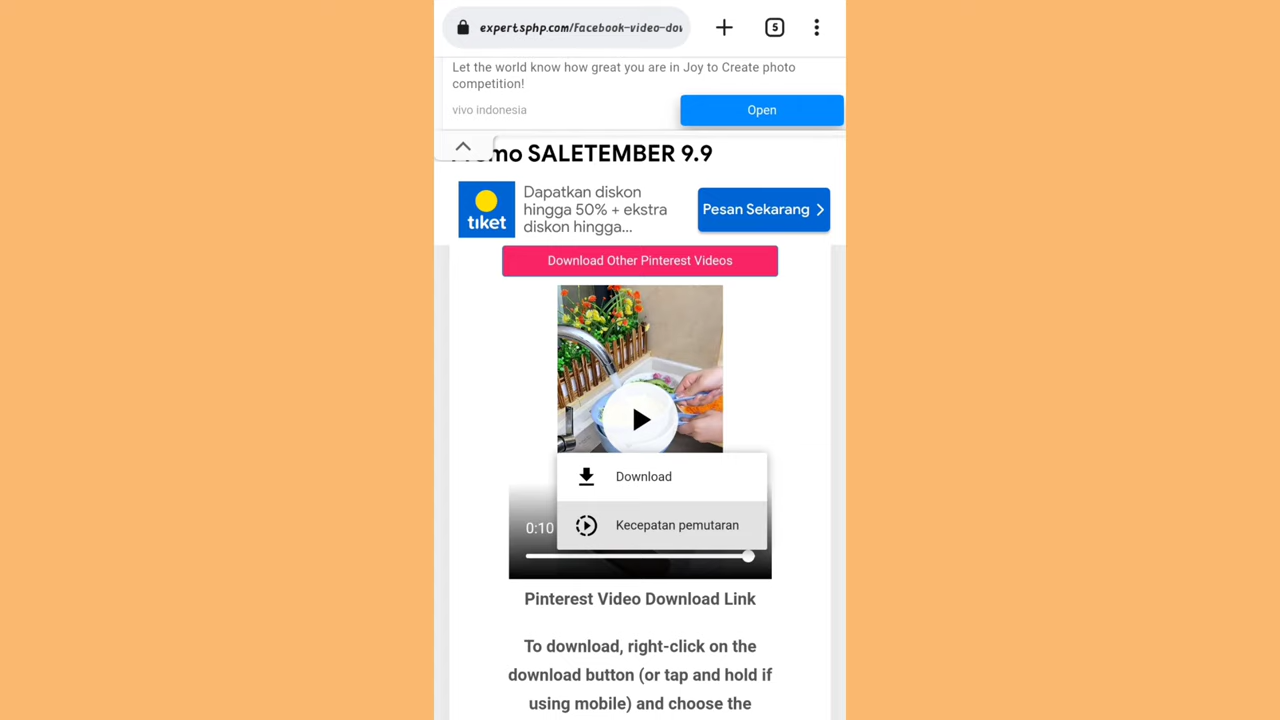 expertsphp.com/Facebook-video-dow
5
Let the world know how great you are in Joy to Create photo
competition!
vivo indonesia
Open
omo SALETEMBER 9.9
tiket
Dapatkan diskon
hingga 50% + ekstra
diskon hingga...
Pesan Sekarang
Download Other Pinterest Videos
Download
Kecepatan pemutaran
0:10
Pinterest Video Download Link
To download, right-click on the
download button (or tap and hold if
using mobile) and choose the